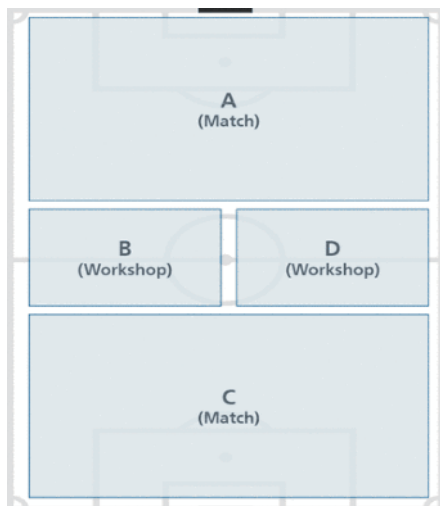 A
(Match)
B
(Workshop)
D
(Workshop)
C
(Match)